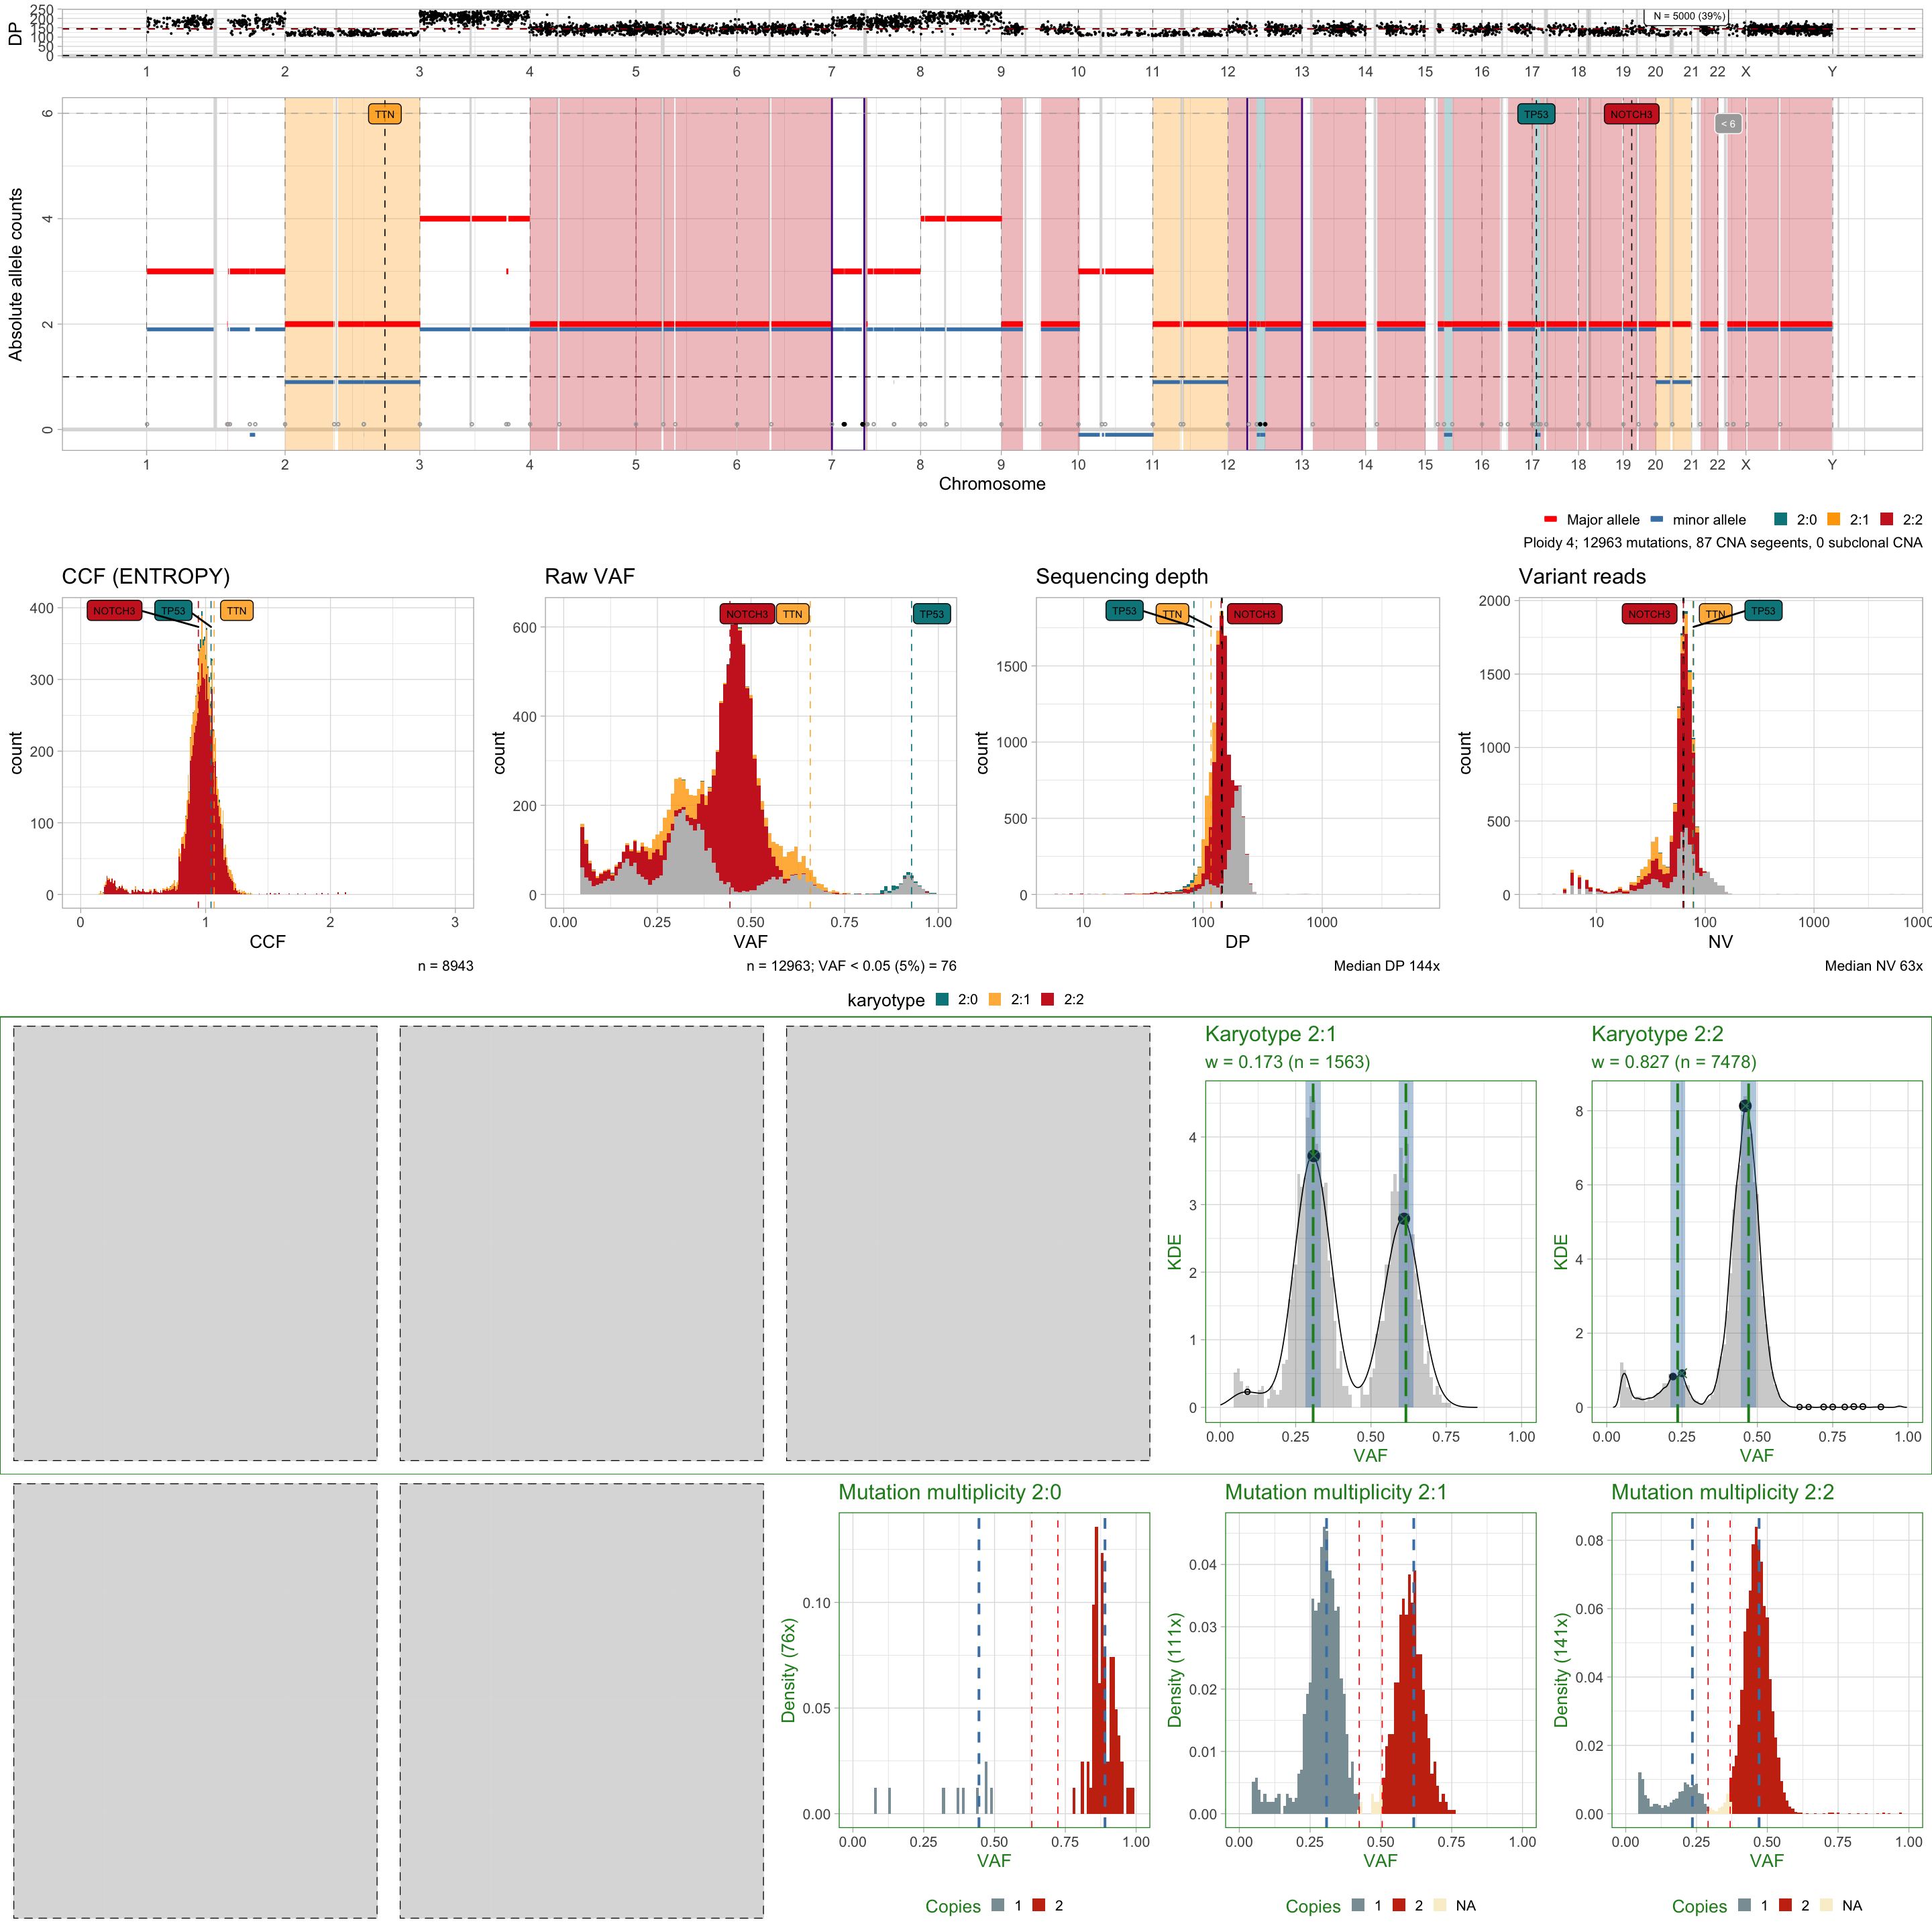 DP
250
200
150
100
50
0
N = 5000 (39%)
1 2 3 4 5 6 7 8 9 10 11 12 13 14 15 16 17 18 19 20 21 22 X Y
Absolute allele counts
6
4
2
0
TTN
TP53
NOTCH3
< 6
1 2 3 4 5 6 7 8 9 10 11 12 13 14 15 16 17 18 19 20 21 22 X Y
Chromosome
Major allele minor allele 2:0 2:1 2:2
Ploidy 4; 12963 mutations, 87 CNA segeents, 0 subclonal CNA
CCF (ENTROPY)
NOTCH3 TP53 TTN
count
400
300
200
100
0
0 1 2 3
CCF
n = 8943
Raw VAF
NOTCH3 TTN TP53
count
600
400
200
0
0.00 0.25 0.50 0.75 1.00
VAF
n = 12963; VAF < 0.05 (5%) = 76
Sequencing depth
TP53 TTN NOTCH3
count
1500
1000
500
0
10 100 1000
DP
Median DP 144x
Variant reads
NOTCH3 TTN TP53
count
2000
1500
1000
500
0
10 100 1000 1000
NV
Median NV 63x
karyotype 2:0 2:1 2:2
Karyotype 2:1
w = 0.173 (n = 1563)
KDE
4
3
2
1
0
0.00 0.25 0.50 0.75 1.00
VAF
Karyotype 2:2
w = 0.827 (n = 7478)
KDE
8
6
4
2
0
0.00 0.25 0.50 0.75 1.00
VAF
Mutation multiplicity 2:0
Density (76x)
0.10
0.05
0.00
0.00 0.25 0.50 0.75 1.00
VAF
Copies 1 2
Mutation multiplicity 2:1
Density (111x)
0.04
0.03
0.02
0.01
0.00
0.00 0.25 0.50 0.75 1.00
VAF
Copies 1 2 NA
Mutation multiplicity 2:2
Density (141x)
0.08
0.06
0.04
0.02
0.00
0.00 0.25 0.50 0.75 1.00
VAF
Copies 1 2 NA